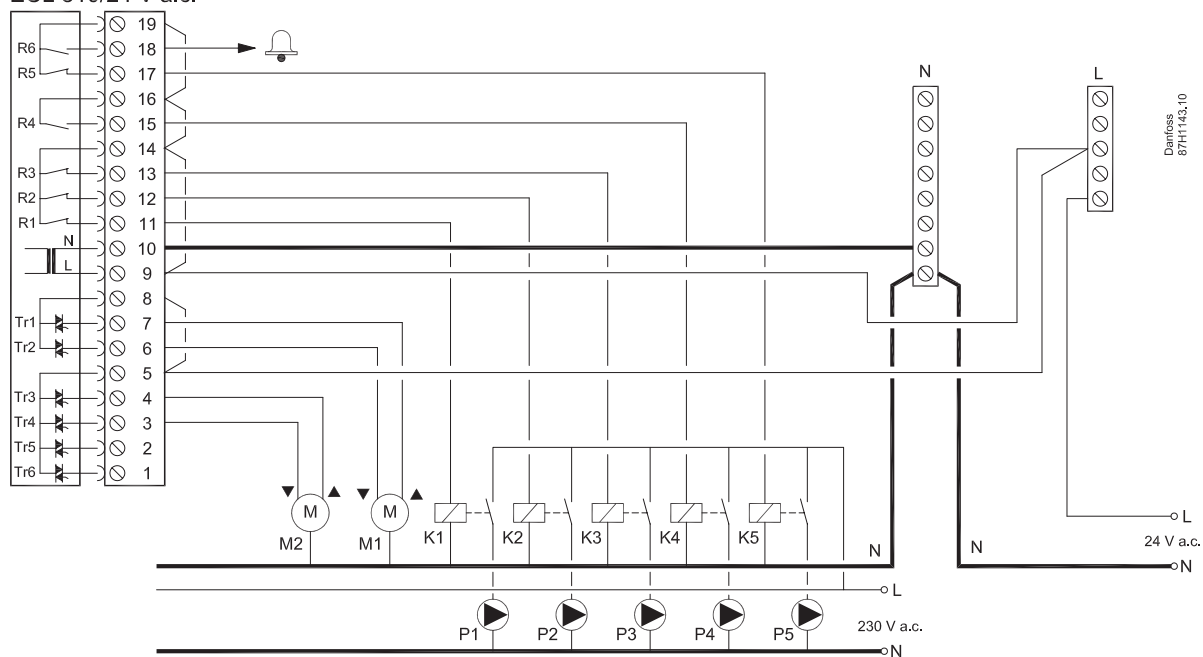 19
R6 18
R5 17
16
R4 15
14
R3 13
R2 12
R1 11
N 10
L 9
8
Tr1 7
Tr2 6
5
Tr3 4
Tr4 3
Tr5 2
Tr6 1
N
L
Danfoss
87H1143.10
M M
M2 M1 K1 K2 K3 K4 K5
L
24 V a.c.
N N
N
L
P1 P2 P3 P4 P5
230 V a.c.
N